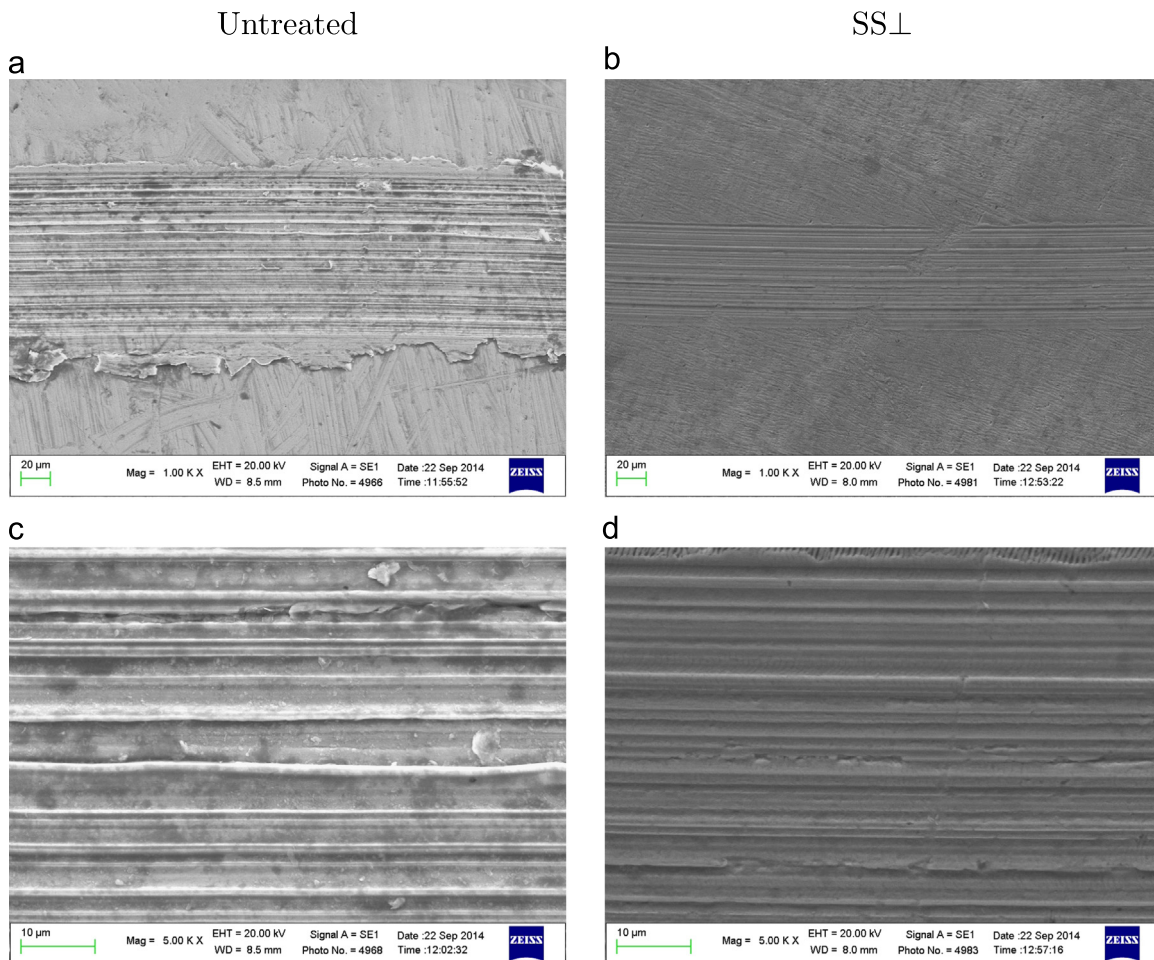 Untreated
SS⊥
a
b
20 µm
Mag = 1.00 K X
EHT = 20.00 kV
WD = 8.5 mm
Signal A = SE1
Photo No. = 4966
Date :22 Sep 2014
Time :11:55:52
ZEISS
20 µm
Mag = 1.00 K X
EHT = 20.00 kV
WD = 8.0 mm
Signal A = SE1
Photo No. = 4981
Date :22 Sep 2014
Time :12:53:22
ZEISS
c
d
10 µm
Mag = 5.00 K X
EHT = 20.00 kV
WD = 8.5 mm
Signal A = SE1
Photo No. = 4968
Date :22 Sep 2014
Time :12:02:32
ZEISS
10 µm
Mag = 5.00 K X
EHT = 20.00 kV
WD = 8.0 mm
Signal A = SE1
Photo No. = 4983
Date :22 Sep 2014
Time :12:57:16
ZEISS